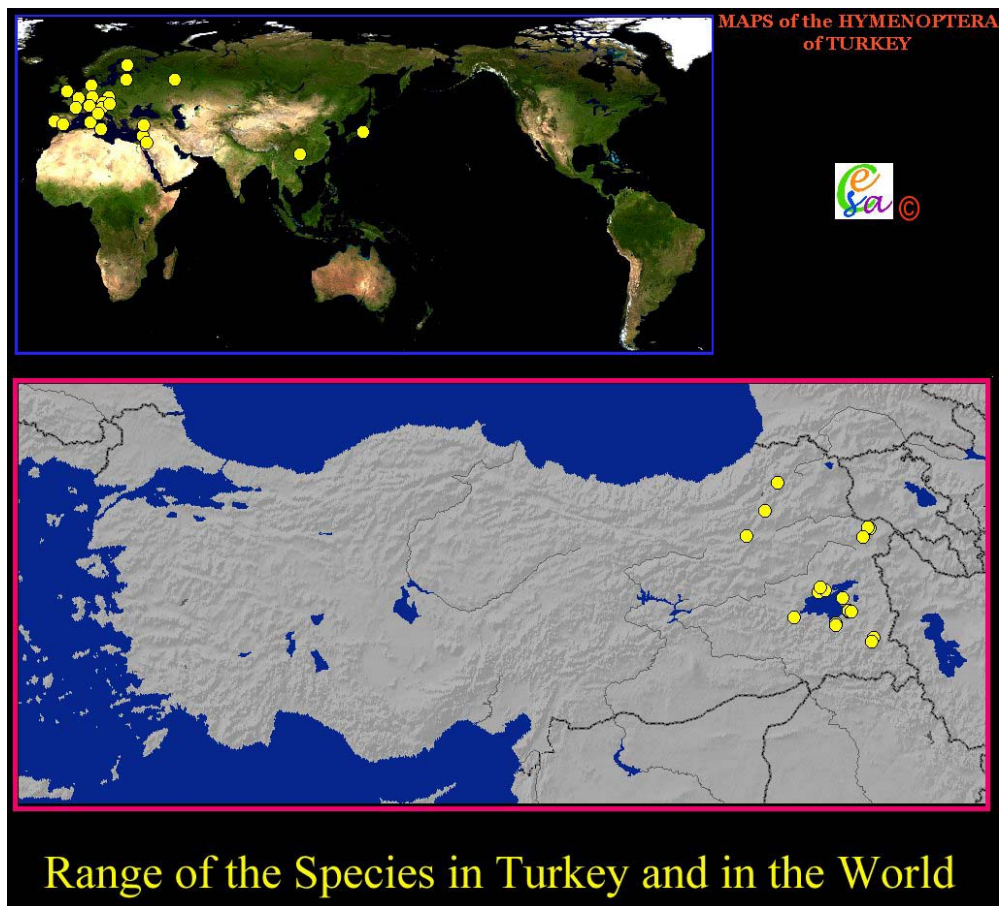 MAPS of the HYMENOPTERA
of TURKEY
esa ©
Range of the Species in Turkey and in the World